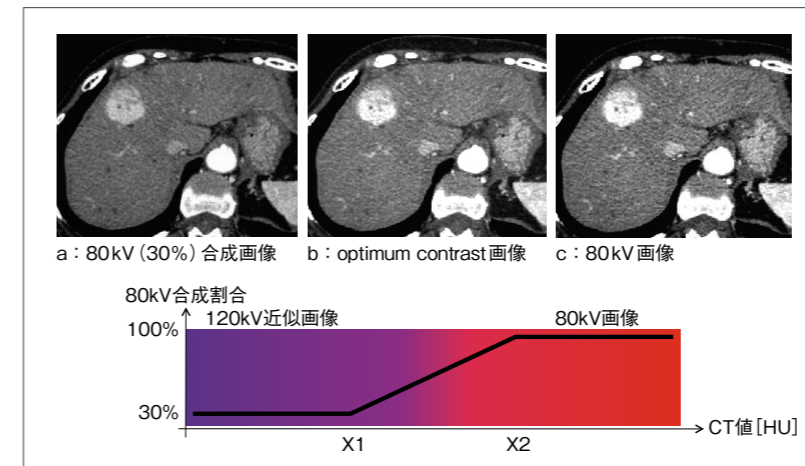 a：80kV（30%）合成画像
b：optimum contrast画像
c：80kV画像
80kV合成割合
120kV近似画像
80kV画像
100%
30%
CT値[HU]
X1
X2